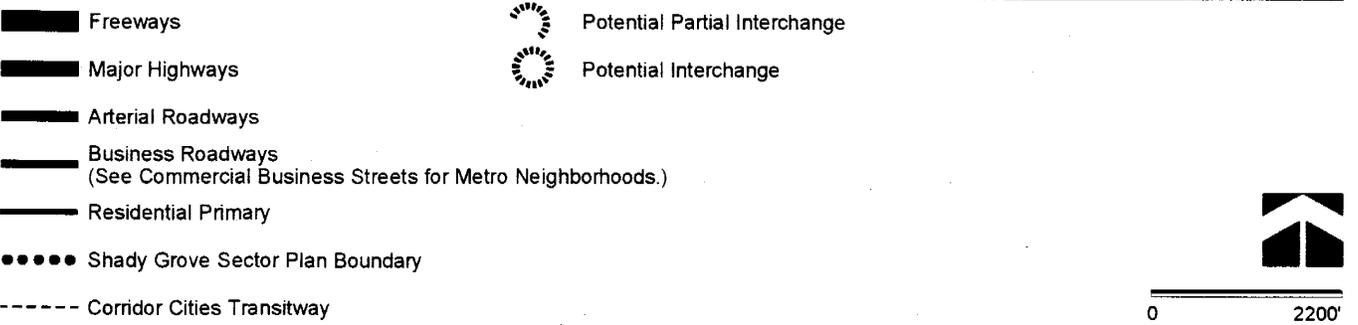 Freeways
Major Highways
Arterial Roadways
Business Roadways
(See Commercial Business Streets for Metro Neighborhoods.)
Residential Primary
Shady Grove Sector Plan Boundary
Corridor Cities Transitway
Potential Partial Interchange
Potential Interchange
0 2200'